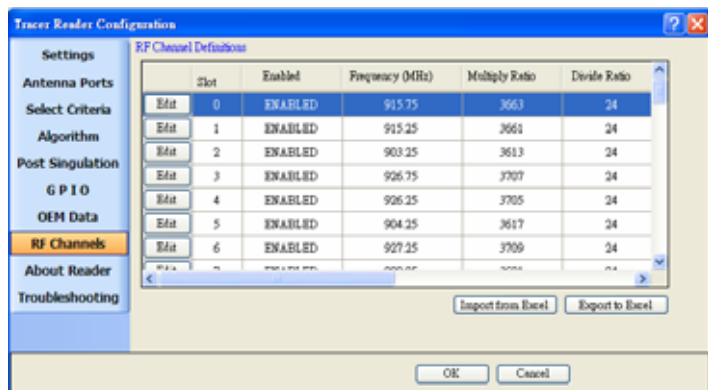 Tracer Reader Configuration
Settings
Antenna Ports
Select Criteria
Algorithm
Post Singulation
G P I O
OEM Data
RF Channels
About Reader
Troubleshooting
RF Channel Definitions
Slot Enabled Frequency (MHz) Multiply Ratio Divide Ratio
Edit 0 ENABLED 915.75 3663 24
Edit 1 ENABLED 915.25 3661 24
Edit 2 ENABLED 903.25 3613 24
Edit 3 ENABLED 926.75 3707 24
Edit 4 ENABLED 926.25 3705 24
Edit 5 ENABLED 904.25 3617 24
Edit 6 ENABLED 927.25 3709 24
Import from Excel Export to Excel
OK Cancel